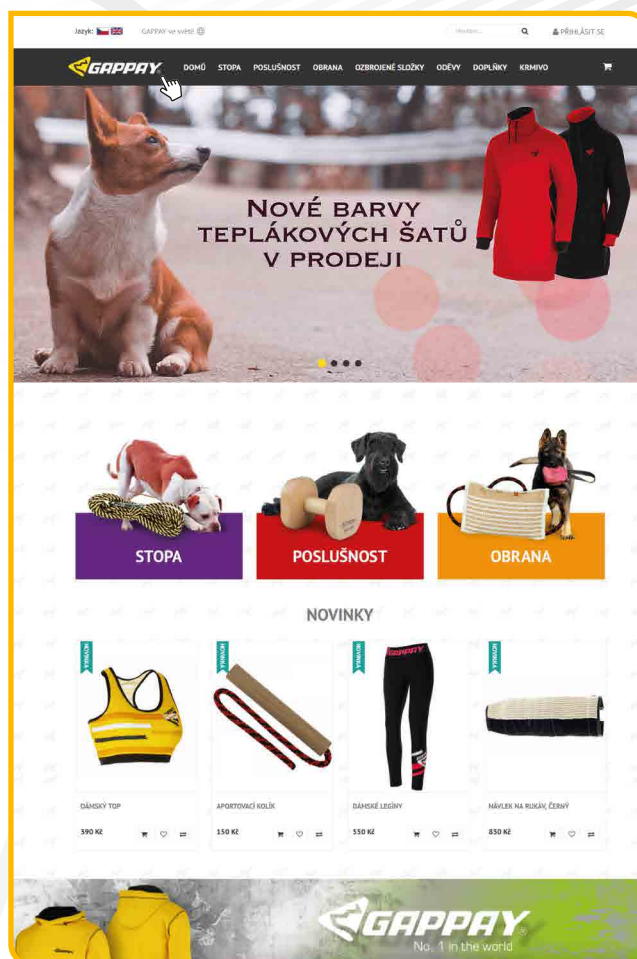 Jazyk:
GAPPAY ve světě
Hledání...
PŘIHLÁSIT SE
GAPPAY®
DOMŮ STOPA POSLUŠNOST OBRANA OZBROJENÉ SLOŽKY ODĚVY DOPLŇKY KRMIVO
NOVÉ BARVY
TEPLÁKOVÝCH ŠATŮ
V PRODEJI
STOPA
POSLUŠNOST
OBRANA
NOVINKY
NOVINKA
NOVINKA
NOVINKA
NOVINKA
GAPPAY
DÁMSKÝ TOP
APORTOVACÍ KOLÍK
DÁMSKÉ LEGÍNY
NÁVLEK NA RUKÁV, ČERNÝ
390 Kč
150 Kč
550 Kč
830 Kč
GAPPAY®
No. 1 in the world